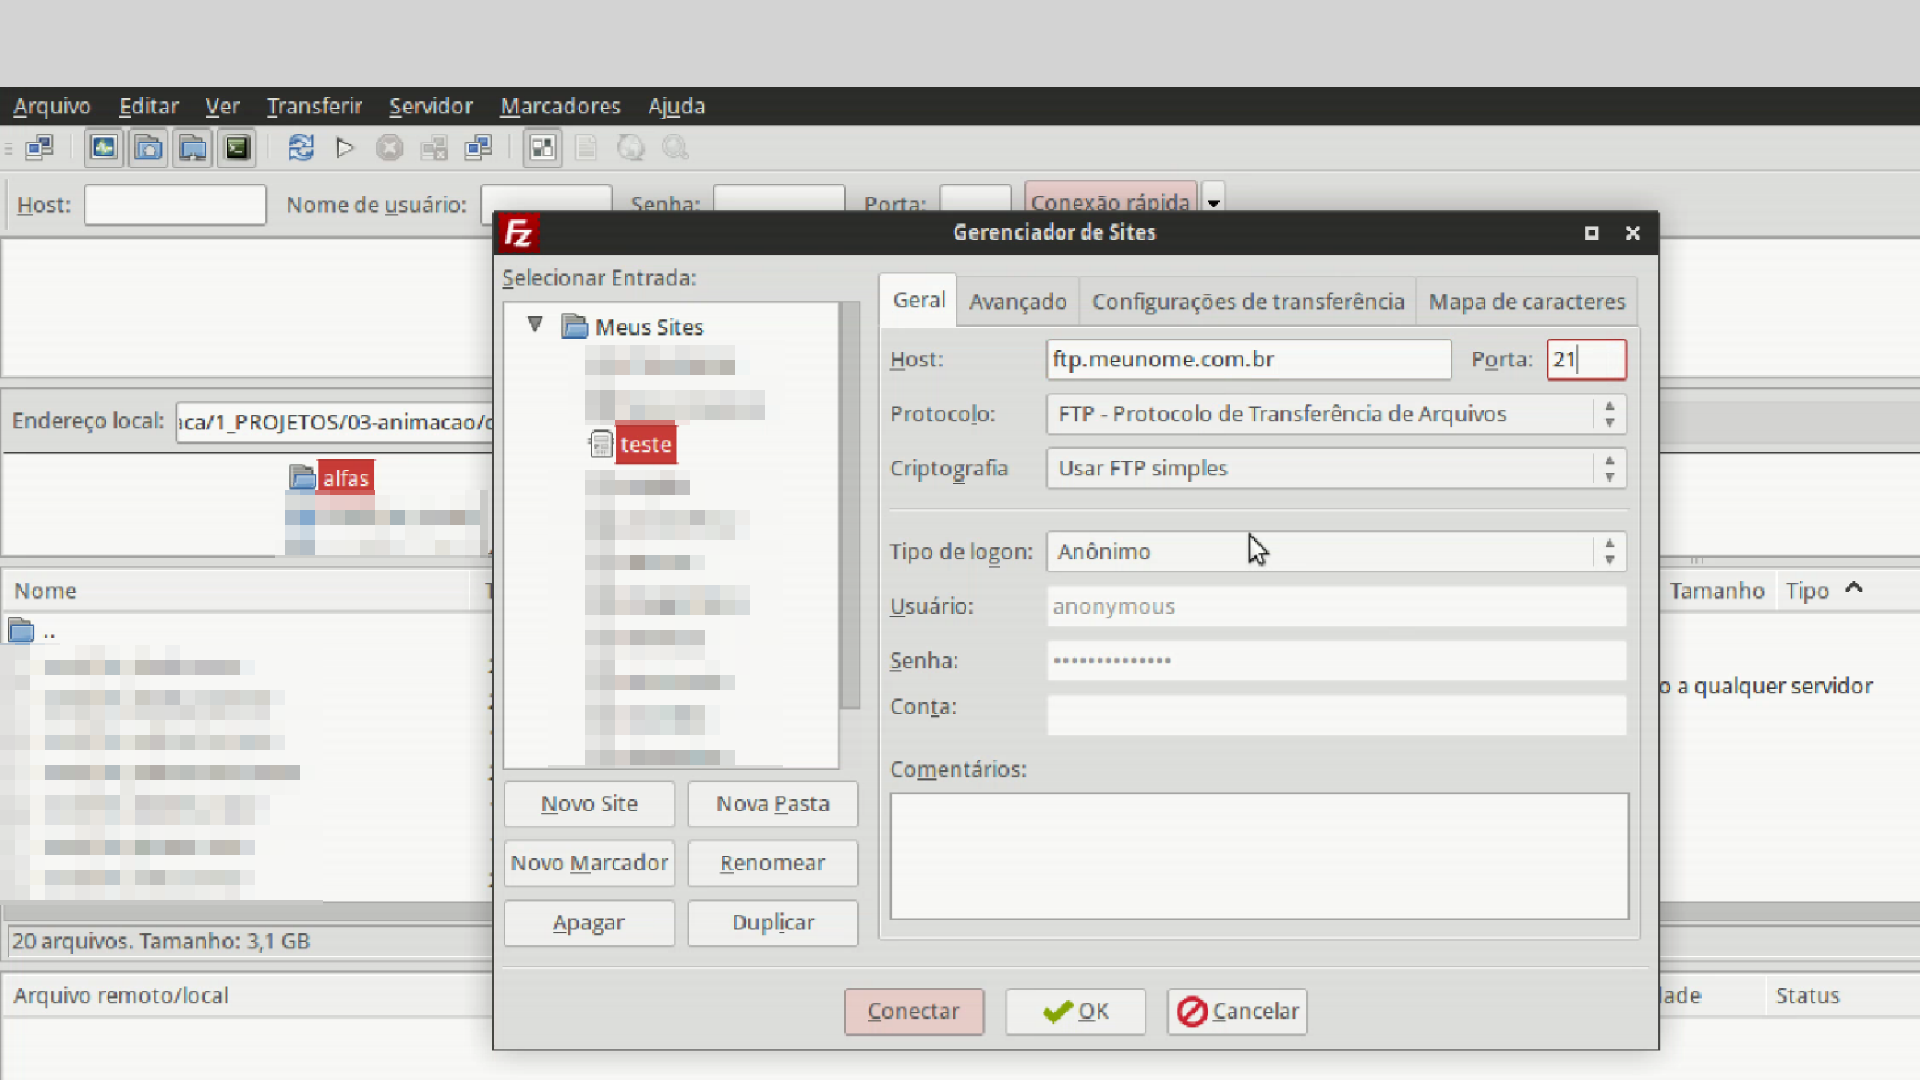 Arquivo Editar Ver Transferir Servidor Marcadores Ajuda
Host: Nome de usuário: Senha: Porta: Conexão rápida
Fz Gerenciador de Sites
Selecionar Entrada:
Geral Avançado Configurações de transferência Mapa de caracteres
Meus Sites
teste
Host: ftp.meunome.com.br Porta: 21
Protocolo: FTP - Protocolo de Transferência de Arquivos
Criptografia Usar FTP simples
Tipo de logon: Anônimo
Usuário: anonymous
Senha: ••••••••••••••
Conta:
Comentários:
Novo Site Nova Pasta
Novo Marcador Renomear
Apagar Duplicar
Conectar OK Cancelar
Endereço local: aca/1_PROJETOS/03-animacao/
alfas
Nome
..
Tamanho Tipo
o a qualquer servidor
20 arquivos. Tamanho: 3,1 GB
Arquivo remoto/local
Status